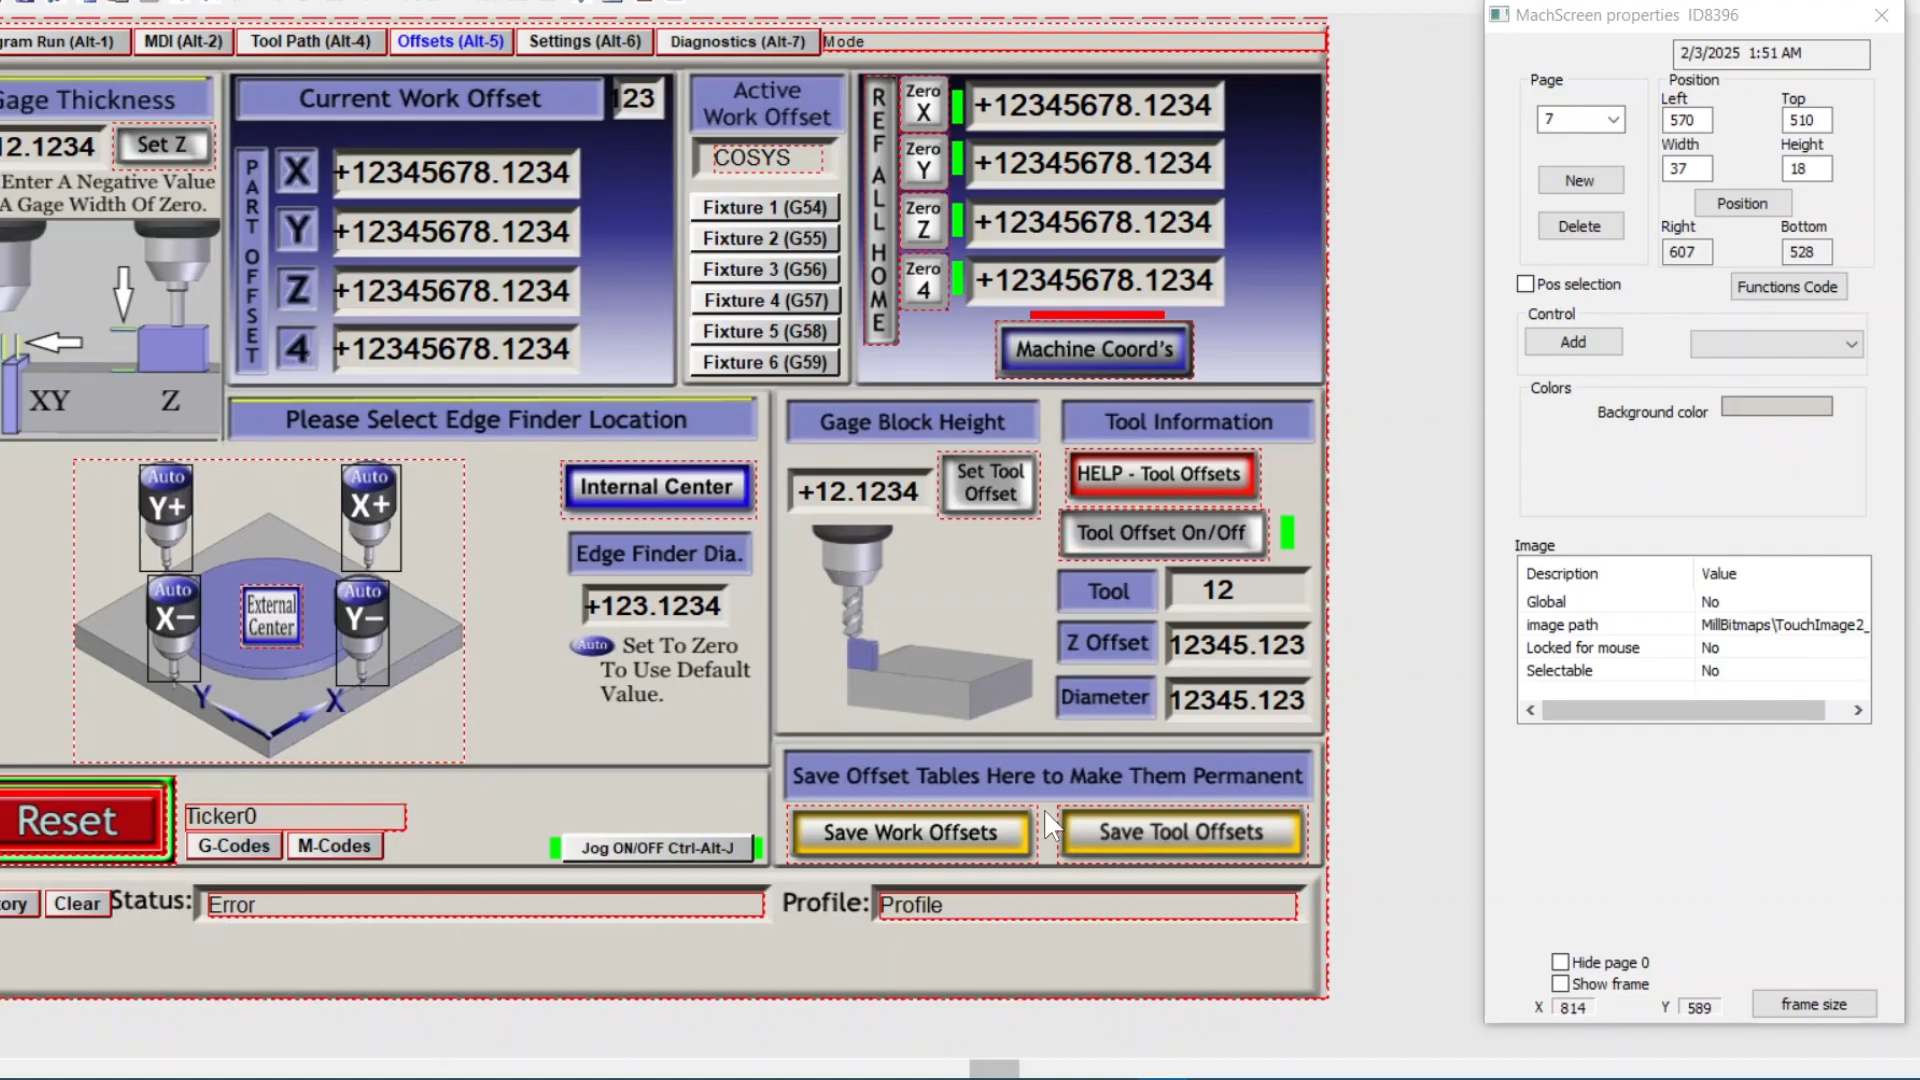 gram Run (Alt-1)
MDI (Alt-2)
Tool Path (Alt-4)
Offsets (Alt-5)
Settings (Alt-6)
Diagnostics (Alt-7)
Mode
Gage Thickness
12.1234
Set Z
Enter A Negative Value
A Gage Width Of Zero.
XY
Z
Current Work Offset
123
PART OFFSET
X
+12345678.1234
Y
+12345678.1234
Z
+12345678.1234
4
+12345678.1234
Active
Work Offset
COSYS
Fixture 1 (G54)
Fixture 2 (G55)
Fixture 3 (G56)
Fixture 4 (G57)
Fixture 5 (G58)
Fixture 6 (G59)
REF ALL HOME
Zero
X
+12345678.1234
Zero
Y
+12345678.1234
Zero
Z
+12345678.1234
Zero
4
+12345678.1234
Machine Coord's
Please Select Edge Finder Location
Auto
Y+
Auto
X+
Auto
X-
Auto
Y-
External
Center
Y
X
Internal Center
Edge Finder Dia.
+123.1234
Auto Set To Zero
To Use Default
Value.
Gage Block Height
+12.1234
Set Tool
Offset
Tool Information
HELP - Tool Offsets
Tool Offset On/Off
Tool
12
Z Offset
12345.123
Diameter
12345.123
Save Offset Tables Here to Make Them Permanent
Save Work Offsets
Save Tool Offsets
Reset
Ticker0
G-Codes
M-Codes
Jog ON/OFF Ctrl-Alt-J
ory
Clear
Status:
Error
Profile:
Profile
MachScreen properties ID8396
2/3/2025 1:51 AM
Page
7
New
Delete
Position
Left
Top
570
510
Width
Height
37
18
Position
Right
Bottom
607
528
Pos selection
Functions Code
Control
Add
Colors
Background color
Image
Description
Value
Global
No
image path
MillBitmaps\TouchImage2_
Locked for mouse
No
Selectable
No
Hide page 0
Show frame
X
814
Y
589
frame size